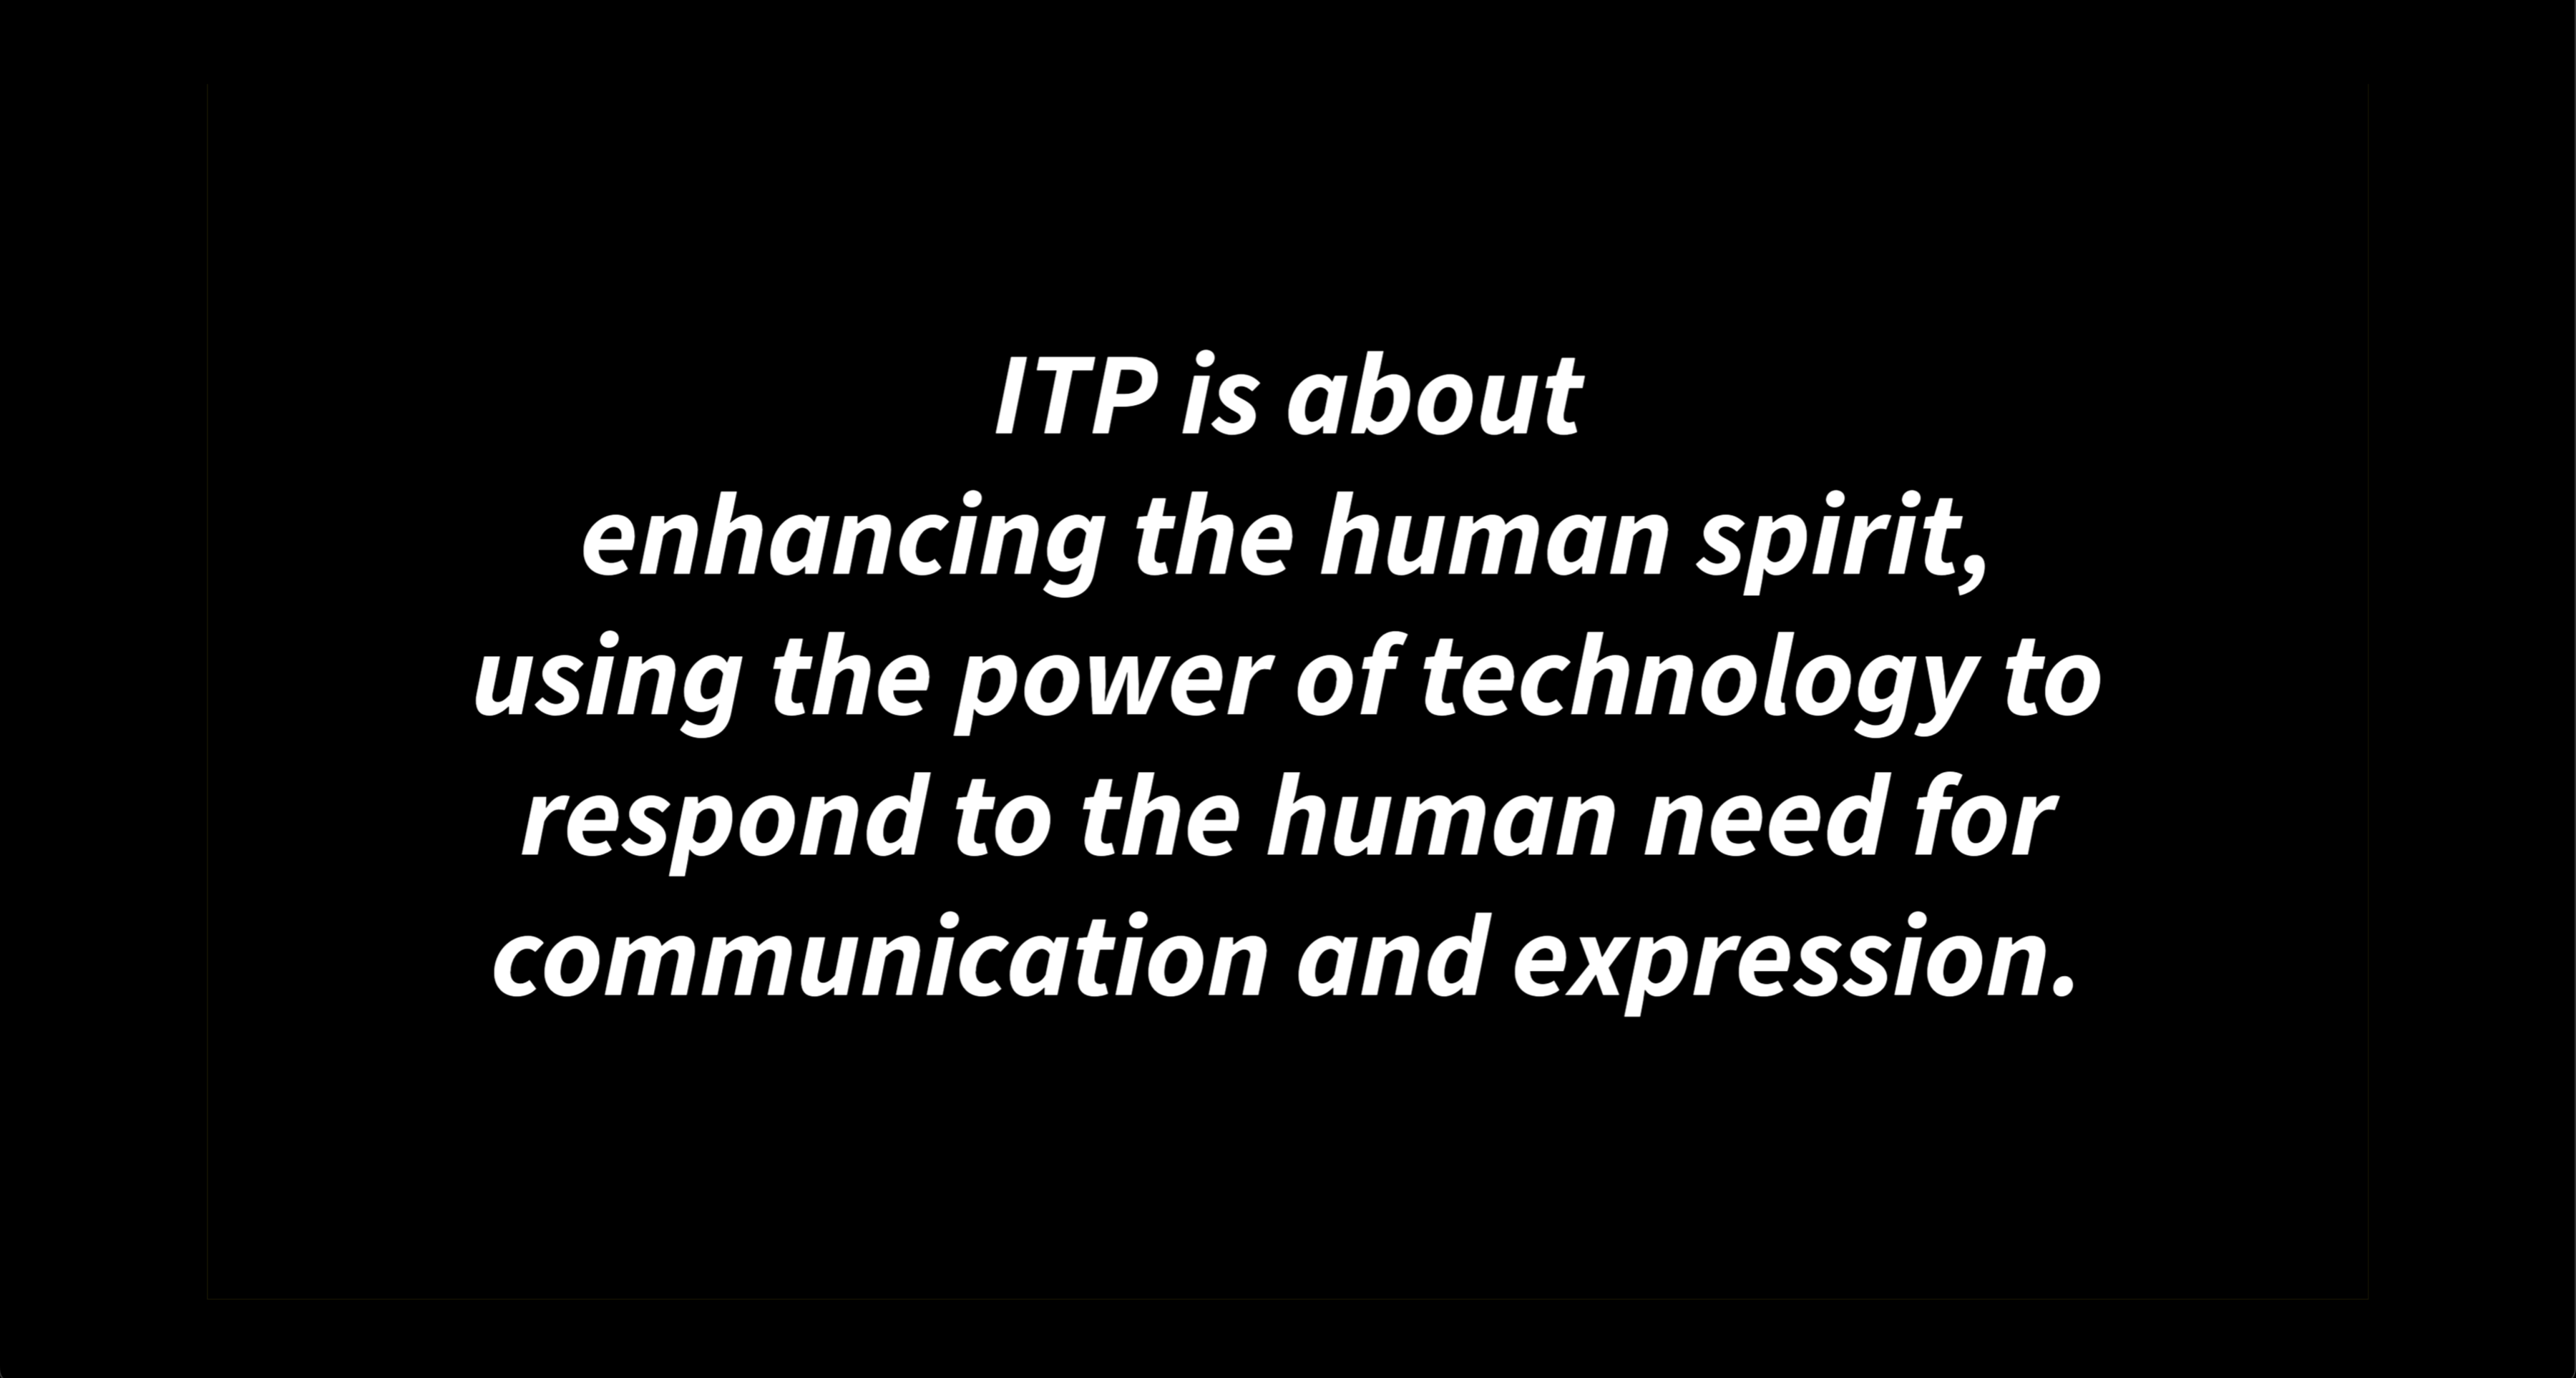 ITP is about
enhancing the human spirit,
using the power of technology to
respond to the human need for
communication and expression.